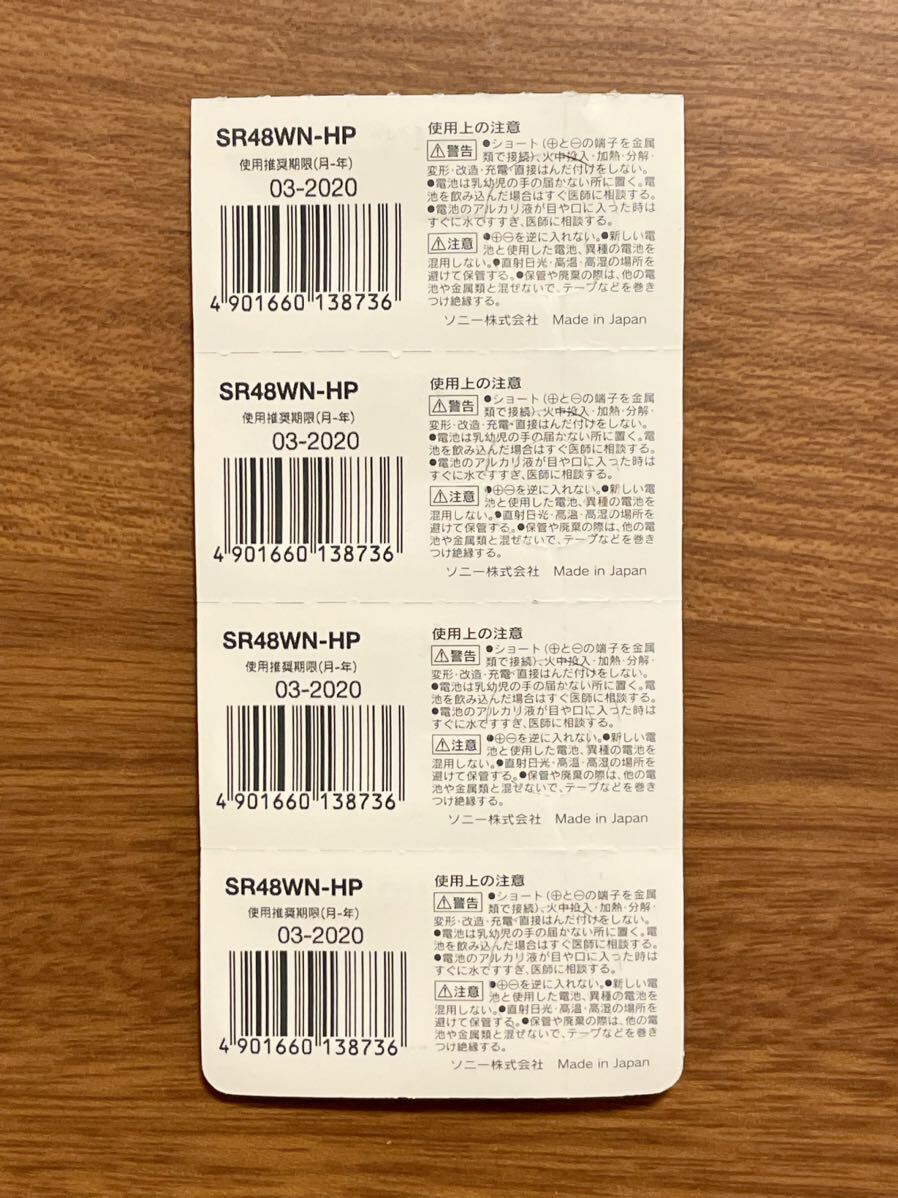 SR48WN-HP
使用推奨期限(月-年)
03-2020
4 901660 138736
使用上の注意
⚠警告 ●ショート(⊕と⊖の端子を金属
類で接続)、火中投入・加熱・分解・
変形・改造・充電・直接はんだ付けをしない。
●電池は乳幼児の手の届かない所に置く。電
池を飲み込んだ場合はすぐ医師に相談する。
●電池のアルカリ液が目や口に入った時は
すぐに水ですすぎ、医師に相談する。
⚠注意 ●⊕⊖を逆に入れない。●新しい電
池と使用した電池、異種の電池を
混用しない。●直射日光・高温・高湿の場所を
避けて保管する。●保管や廃棄の際は、他の電
池や金属類と混ぜないで、テープなどを巻き
つけ絶縁する。
ソニー株式会社 Made in Japan
SR48WN-HP
使用推奨期限(月-年)
03-2020
4 901660 138736
使用上の注意
⚠警告 ●ショート(⊕と⊖の端子を金属
類で接続)、火中投入・加熱・分解・
変形・改造・充電・直接はんだ付けをしない。
●電池は乳幼児の手の届かない所に置く。電
池を飲み込んだ場合はすぐ医師に相談する。
●電池のアルカリ液が目や口に入った時は
すぐに水ですすぎ、医師に相談する。
⚠注意 ●⊕⊖を逆に入れない。●新しい電
池と使用した電池、異種の電池を
混用しない。●直射日光・高温・高湿の場所を
避けて保管する。●保管や廃棄の際は、他の電
池や金属類と混ぜないで、テープなどを巻き
つけ絶縁する。
ソニー株式会社 Made in Japan
SR48WN-HP
使用推奨期限(月-年)
03-2020
4 901660 138736
使用上の注意
⚠警告 ●ショート(⊕と⊖の端子を金属
類で接続)、火中投入・加熱・分解・
変形・改造・充電・直接はんだ付けをしない。
●電池は乳幼児の手の届かない所に置く。電
池を飲み込んだ場合はすぐ医師に相談する。
●電池のアルカリ液が目や口に入った時は
すぐに水ですすぎ、医師に相談する。
⚠注意 ●⊕⊖を逆に入れない。●新しい電
池と使用した電池、異種の電池を
混用しない。●直射日光・高温・高湿の場所を
避けて保管する。●保管や廃棄の際は、他の電
池や金属類と混ぜないで、テープなどを巻き
つけ絶縁する。
ソニー株式会社 Made in Japan
SR48WN-HP
使用推奨期限(月-年)
03-2020
4 901660 138736
使用上の注意
⚠警告 ●ショート(⊕と⊖の端子を金属
類で接続)、火中投入・加熱・分解・
変形・改造・充電・直接はんだ付けをしない。
●電池は乳幼児の手の届かない所に置く。電
池を飲み込んだ場合はすぐ医師に相談する。
●電池のアルカリ液が目や口に入った時は
すぐに水ですすぎ、医師に相談する。
⚠注意 ●⊕⊖を逆に入れない。●新しい電
池と使用した電池、異種の電池を
混用しない。●直射日光・高温・高湿の場所を
避けて保管する。●保管や廃棄の際は、他の電
池や金属類と混ぜないで、テープなどを巻き
つけ絶縁する。
ソニー株式会社 Made in Japan